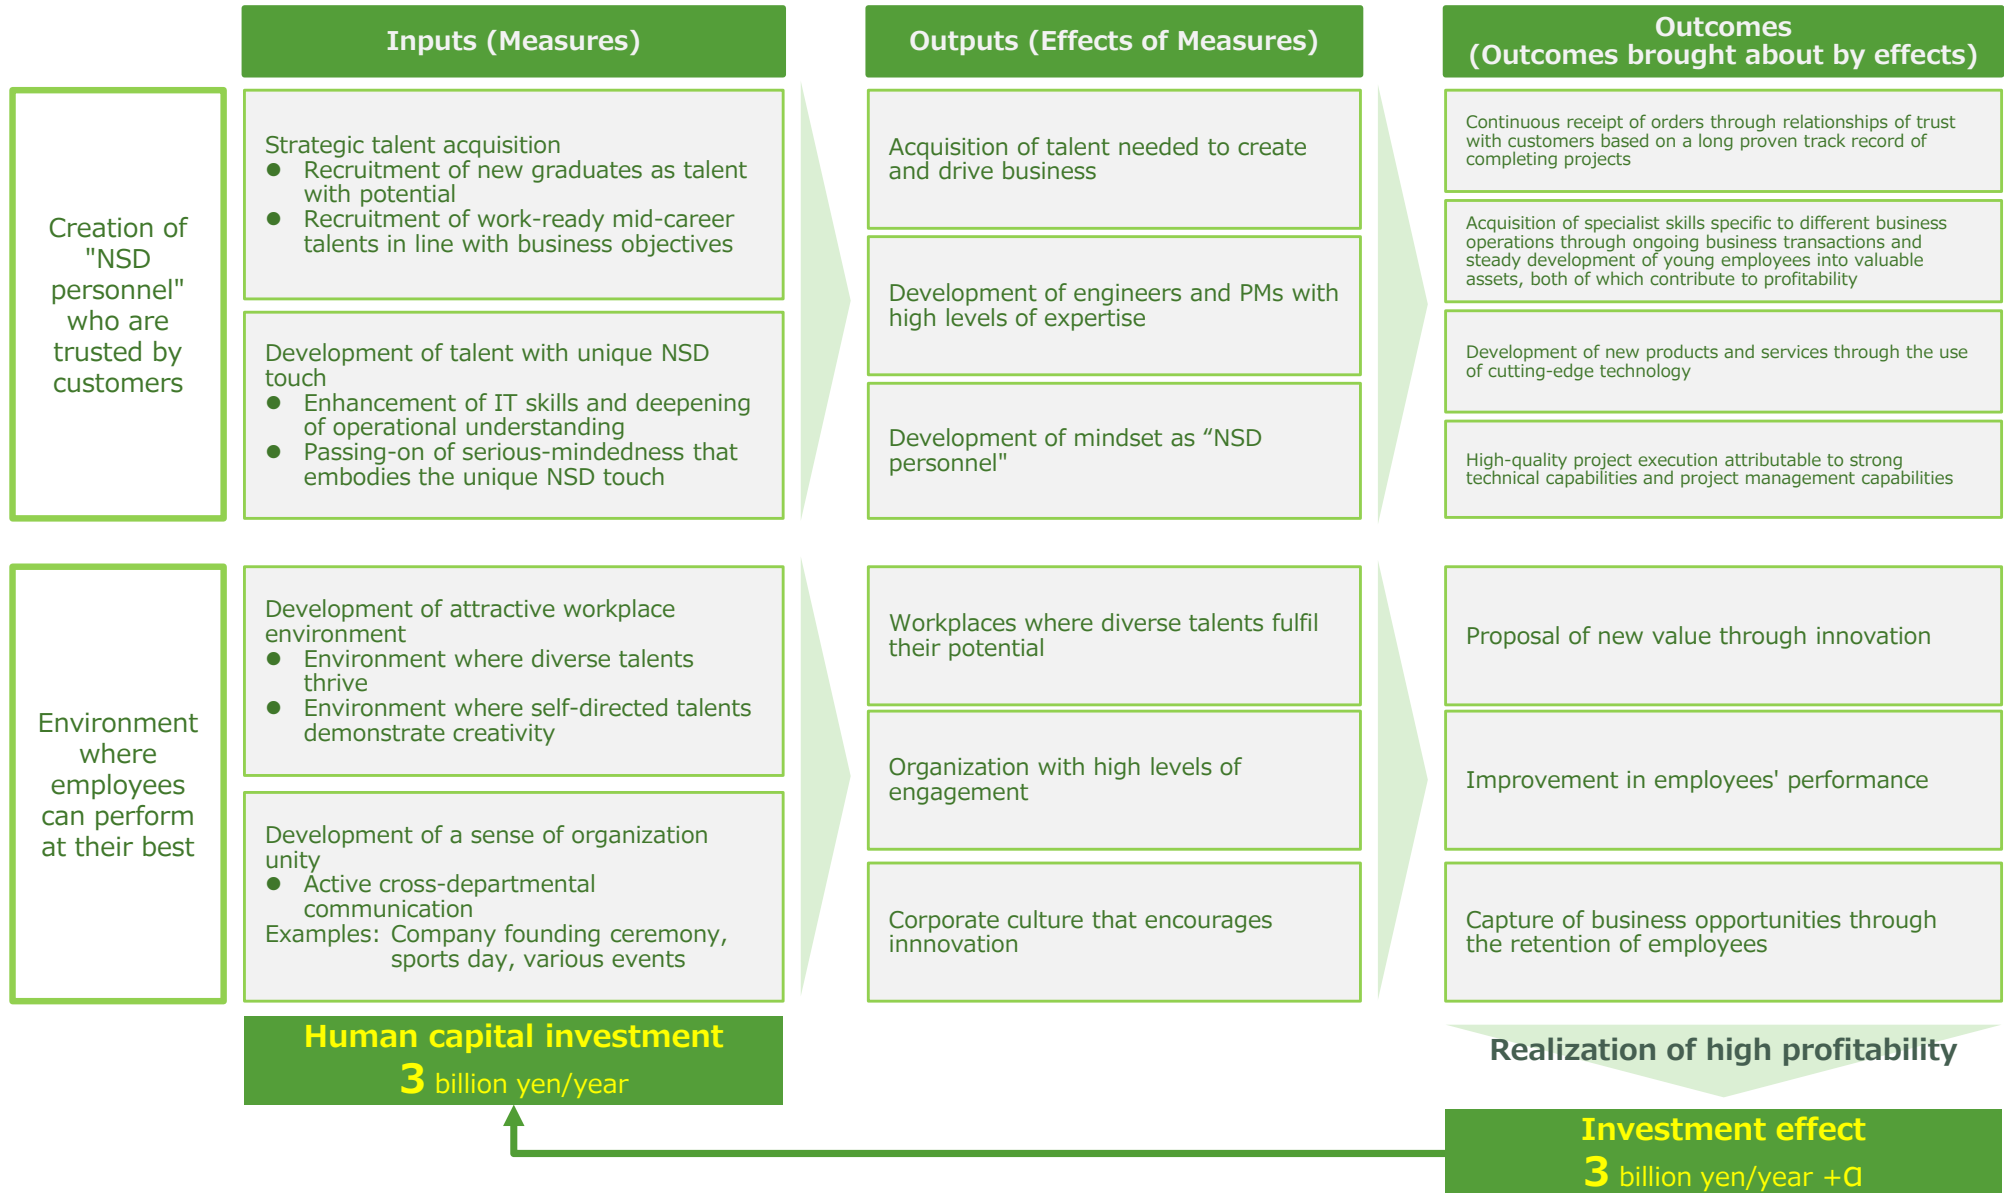 Inputs (Measures)
Outputs (Effects of Measures)
Outcomes
(Outcomes brought about by effects)
Creation of
"NSD
personnel"
who are
trusted by
customers
Strategic talent acquisition
● Recruitment of new graduates as talent
with potential
● Recruitment of work-ready mid-career
talents in line with business objectives
Development of talent with unique NSD
touch
● Enhancement of IT skills and deepening
of operational understanding
● Passing-on of serious-mindedness that
embodies the unique NSD touch
Acquisition of talent needed to create
and drive business
Development of engineers and PMs with
high levels of expertise
Development of mindset as “NSD
personnel"
Continuous receipt of orders through relationships of trust
with customers based on a long proven track record of
completing projects
Acquisition of specialist skills specific to different business
operations through ongoing business transactions and
steady development of young employees into valuable
assets, both of which contribute to profitability
Development of new products and services through the use
of cutting-edge technology
High-quality project execution attributable to strong
technical capabilities and project management capabilities
Environment
where
employees
can perform
at their best
Development of attractive workplace
environment
● Environment where diverse talents
thrive
● Environment where self-directed talents
demonstrate creativity
Development of a sense of organization
unity
● Active cross-departmental
communication
Examples: Company founding ceremony,
sports day, various events
Workplaces where diverse talents fulfil
their potential
Organization with high levels of
engagement
Corporate culture that encourages
innnovation
Proposal of new value through innovation
Improvement in employees' performance
Capture of business opportunities through
the retention of employees
Human capital investment
3 billion yen/year
Realization of high profitability
Investment effect
3 billion yen/year +α